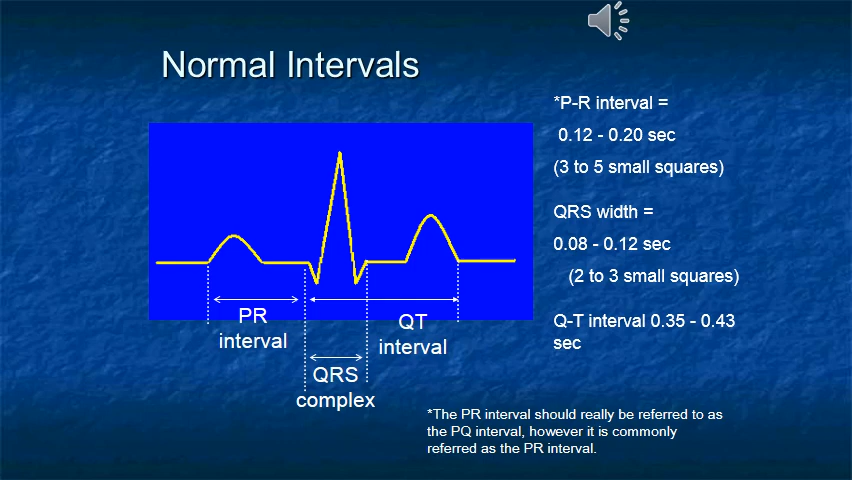 Normal Intervals
*P-R interval =
0.12 - 0.20 sec
(3 to 5 small squares)
QRS width =
0.08 - 0.12 sec
(2 to 3 small squares)
Q-T interval 0.35 - 0.43
sec
PR
interval
QT
interval
QRS
complex
*The PR interval should really be referred to as
the PQ interval, however it is commonly
referred as the PR interval.